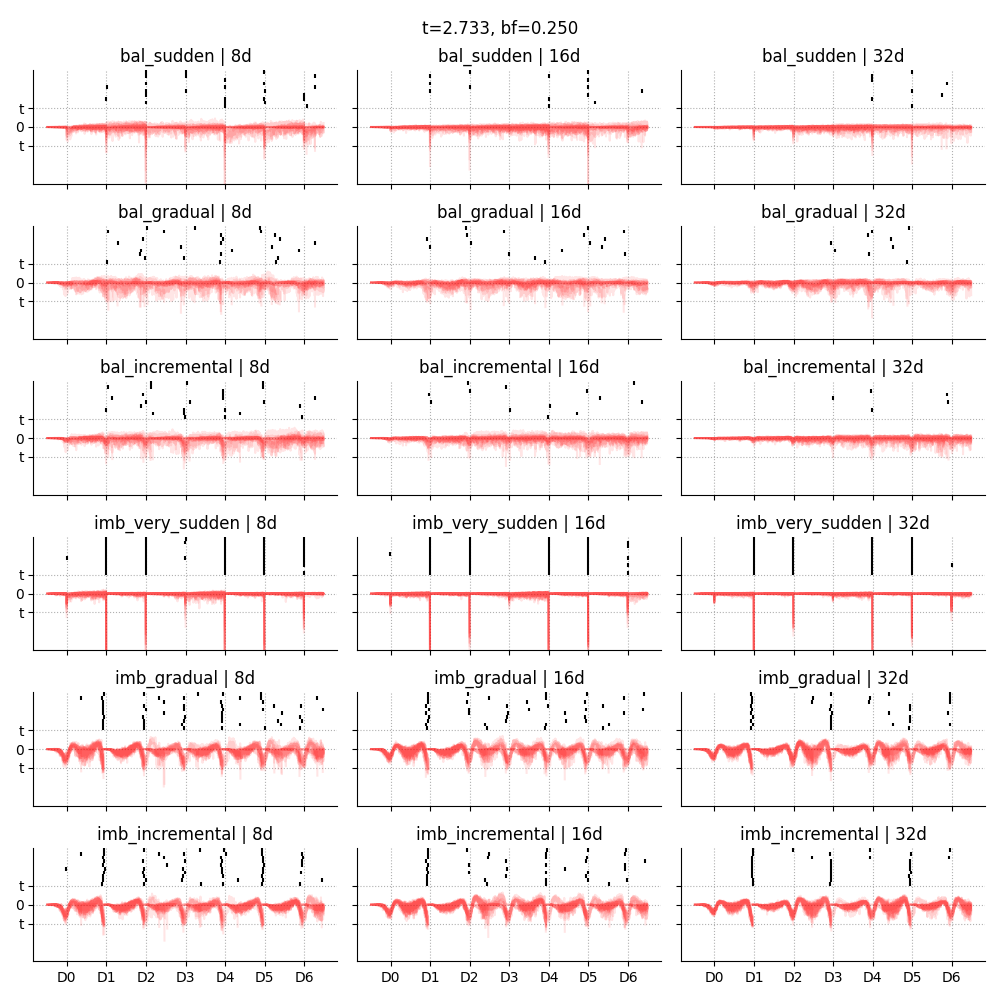 t=2.733, bf=0.250
bal_sudden | 8d
bal_sudden | 16d
bal_sudden | 32d
t
0
t
bal_gradual | 8d
bal_gradual | 16d
bal_gradual | 32d
t
0
t
bal_incremental | 8d
bal_incremental | 16d
bal_incremental | 32d
t
0
t
imb_very_sudden | 8d
imb_very_sudden | 16d
imb_very_sudden | 32d
t
0
t
imb_gradual | 8d
imb_gradual | 16d
imb_gradual | 32d
t
0
t
imb_incremental | 8d
imb_incremental | 16d
imb_incremental | 32d
t
0
t
D0 D1 D2 D3 D4 D5 D6
D0 D1 D2 D3 D4 D5 D6
D0 D1 D2 D3 D4 D5 D6